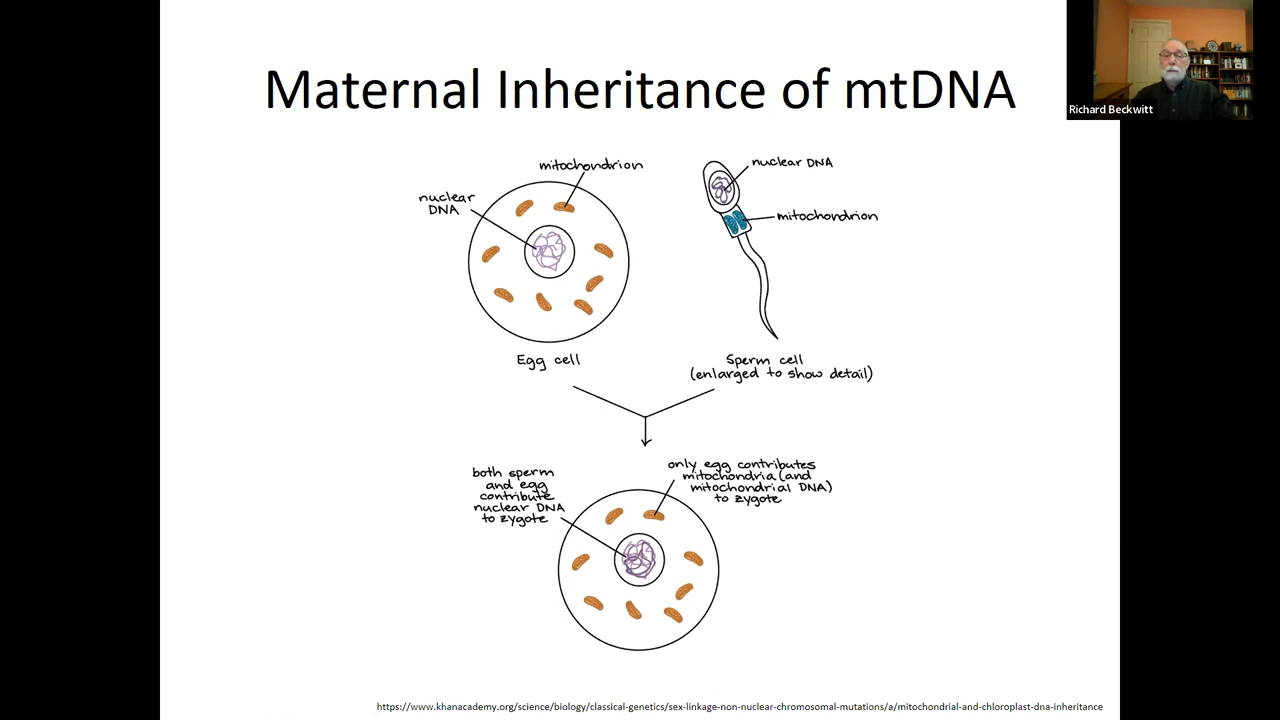 Maternal Inheritance of mtDNA
Richard Beckwitt
mitochondrion
nuclear
DNA
nuclear DNA
mitochondrion
Egg cell
Sperm cell
(enlarged to show detail)
both sperm
and egg
contribute
nuclear DNA
to zygote
only egg contributes
mitochondria (and
mitochondrial DNA)
to zygote
https://www.khanacademy.org/science/biology/classical-genetics/sex-linkage-non-nuclear-chromosomal-mutations/a/mitochondrial-and-chloroplast-dna-inheritance